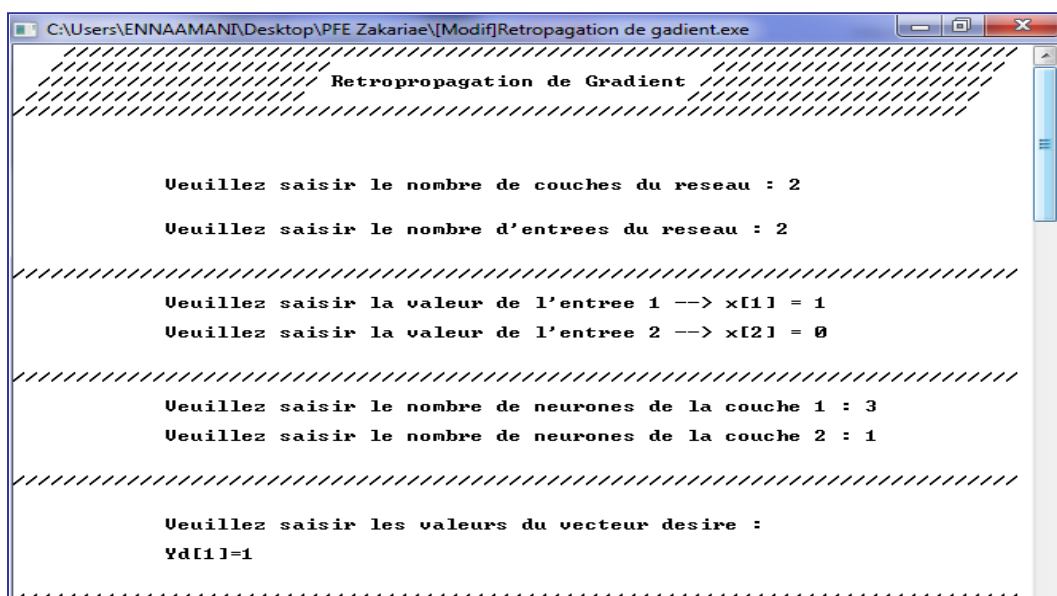 C:\Users\ENNAAMANI\Desktop\PFE Zakariae\[Modif]Retropagation de gadient.exe
Retropropagation de Gradient
Veuillez saisir le nombre de couches du reseau : 2
Veuillez saisir le nombre d'entrees du reseau : 2
Veuillez saisir la valeur de l'entree 1 --> x[1] = 1
Veuillez saisir la valeur de l'entree 2 --> x[2] = 0
Veuillez saisir le nombre de neurones de la couche 1 : 3
Veuillez saisir le nombre de neurones de la couche 2 : 1
Veuillez saisir les valeurs du vecteur desire :
Yd[1]=1